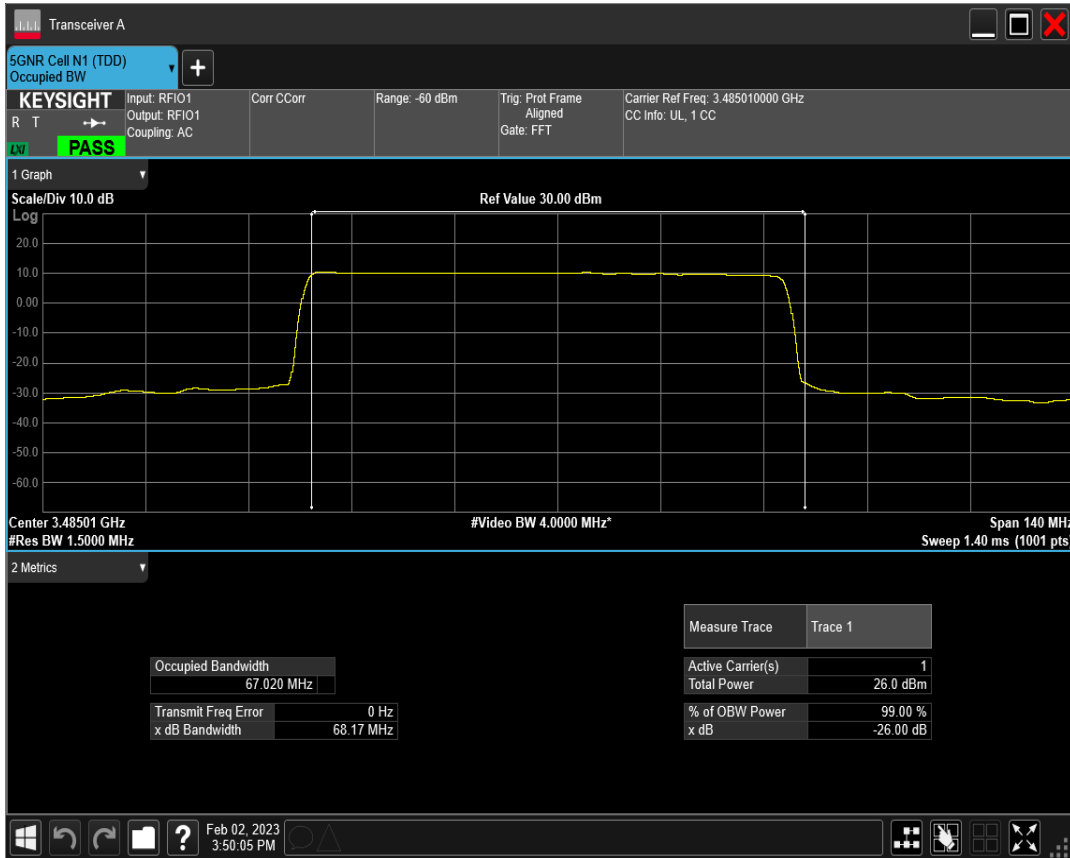 Transceiver A
5GNR Cell N1 (TDD)
Occupied BW
+
KEYSIGHT
R T
LXI
PASS
Input: RFIO1
Output: RFIO1
Coupling: AC
Corr CCorr
Range: -60 dBm
Trig: Prot Frame
Aligned
Gate: FFT
Carrier Ref Freq: 3.485010000 GHz
CC Info: UL, 1 CC
1 Graph
Scale/Div 10.0 dB
Ref Value 30.00 dBm
Log
20.0
10.0
0.00
-10.0
-20.0
-30.0
-40.0
-50.0
-60.0
Center 3.48501 GHz
#Video BW 4.0000 MHz*
Span 140 MHz
#Res BW 1.5000 MHz
Sweep 1.40 ms (1001 pts)
2 Metrics
Measure Trace Trace 1
Occupied Bandwidth
67.020 MHz
Active Carrier(s) 1
Total Power 26.0 dBm
Transmit Freq Error 0 Hz
x dB Bandwidth 68.17 MHz
% of OBW Power 99.00 %
x dB -26.00 dB
?
Feb 02, 2023
3:50:05 PM